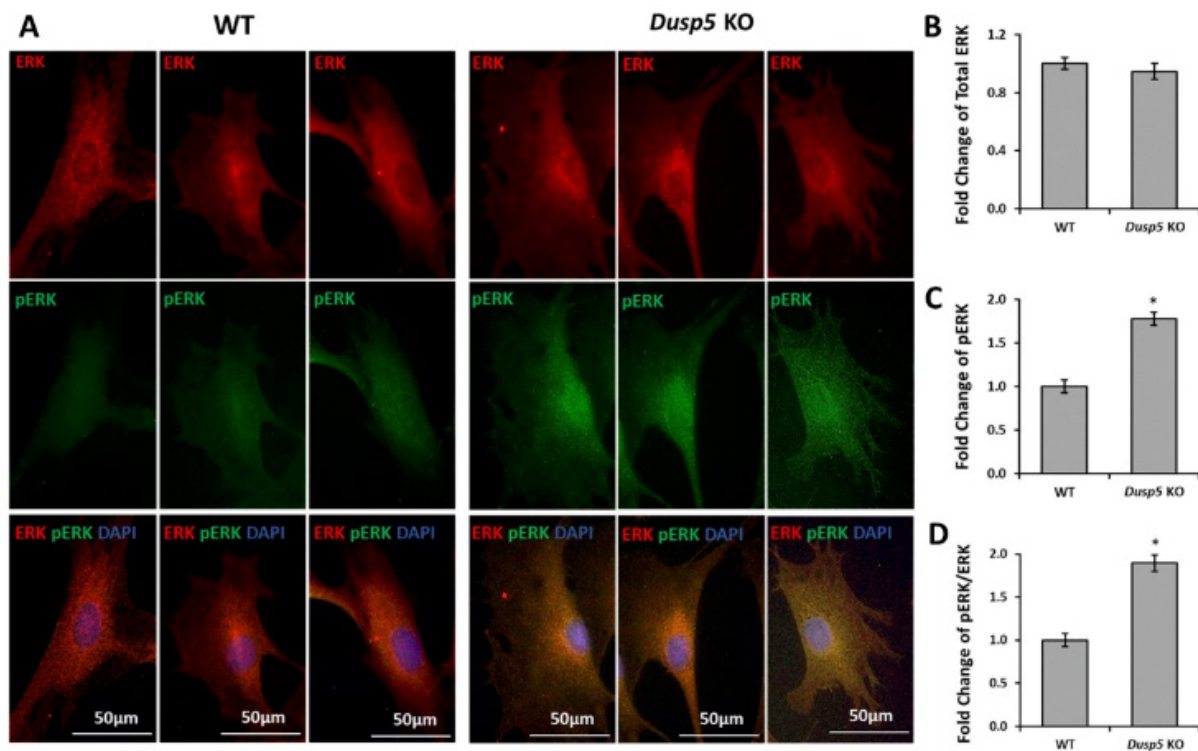 A
WT
Dusp5 KO
ERK
ERK
ERK
ERK
ERK
ERK
pERK
pERK
pERK
pERK
pERK
pERK
ERK pERK DAPI
ERK pERK DAPI
ERK pERK DAPI
ERK pERK DAPI
ERK pERK DAPI
ERK pERK DAPI
50μm
50μm
50μm
50μm
50μm
50μm
B
Fold Change of Total ERK
1.2
0.8
0.4
0.0
WT
Dusp5 KO
C
Fold Change of pERK
2.0
1.5
1.0
0.5
0.0
*
WT
Dusp5 KO
D
Fold Change of pERK/ERK
2.0
1.5
1.0
0.5
0.0
*
WT
Dusp5 KO